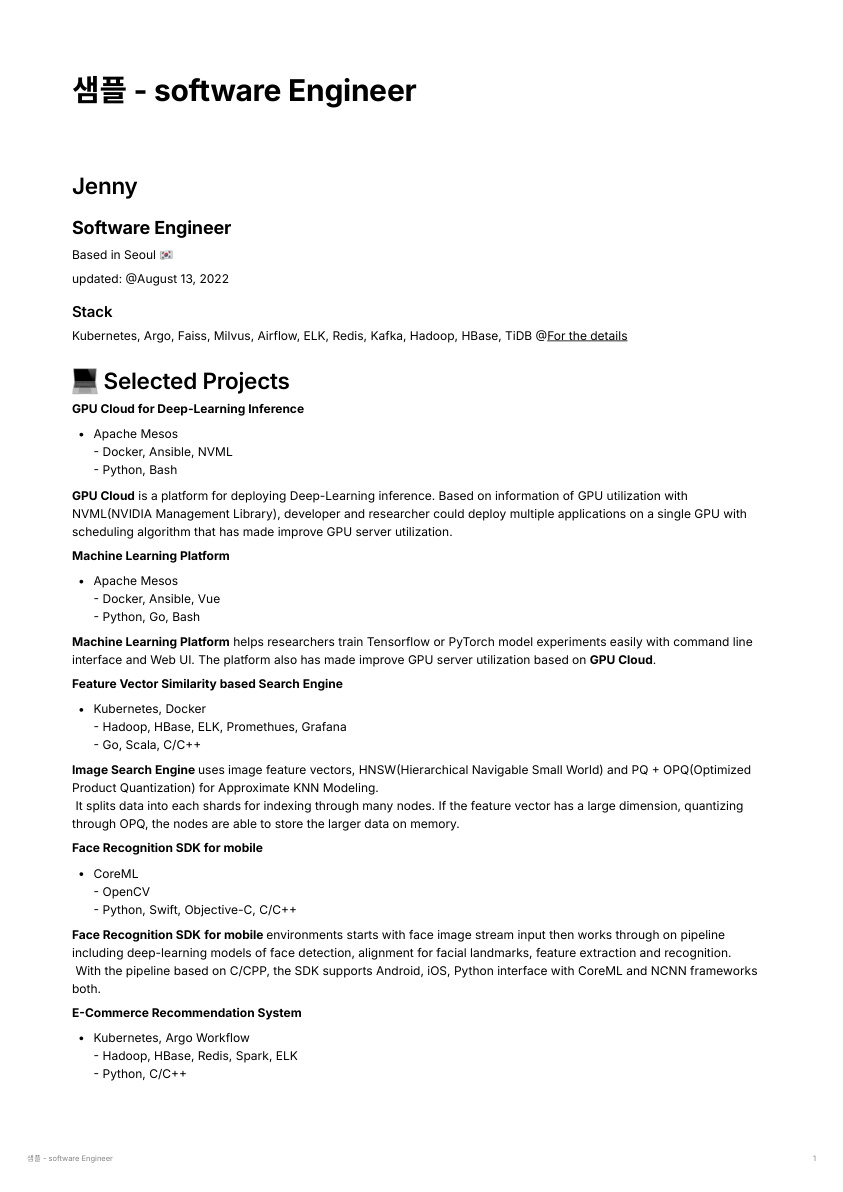 샘플 - software Engineer
Jenny
Software Engineer
Based in Seoul 🇰🇷
updated: @August 13, 2022
Stack
Kubernetes, Argo, Faiss, Milvus, Airflow, ELK, Redis, Kafka, Hadoop, HBase, TiDB @For the details
💻 Selected Projects
GPU Cloud for Deep-Learning Inference
• Apache Mesos
- Docker, Ansible, NVML
- Python, Bash
GPU Cloud is a platform for deploying Deep-Learning inference. Based on information of GPU utilization with
NVML(NVIDIA Management Library), developer and researcher could deploy multiple applications on a single GPU with
scheduling algorithm that has made improve GPU server utilization.
Machine Learning Platform
• Apache Mesos
- Docker, Ansible, Vue
- Python, Go, Bash
Machine Learning Platform helps researchers train Tensorflow or PyTorch model experiments easily with command line
interface and Web UI. The platform also has made improve GPU server utilization based on GPU Cloud.
Feature Vector Similarity based Search Engine
• Kubernetes, Docker
- Hadoop, HBase, ELK, Promethues, Grafana
- Go, Scala, C/C++
Image Search Engine uses image feature vectors, HNSW(Hierarchical Navigable Small World) and PQ + OPQ(Optimized
Product Quantization) for Approximate KNN Modeling.
It splits data into each shards for indexing through many nodes. If the feature vector has a large dimension, quantizing
through OPQ, the nodes are able to store the larger data on memory.
Face Recognition SDK for mobile
• CoreML
- OpenCV
- Python, Swift, Objective-C, C/C++
Face Recognition SDK for mobile environments starts with face image stream input then works through on pipeline
including deep-learning models of face detection, alignment for facial landmarks, feature extraction and recognition.
With the pipeline based on C/CPP, the SDK supports Android, iOS, Python interface with CoreML and NCNN frameworks
both.
E-Commerce Recommendation System
• Kubernetes, Argo Workflow
- Hadoop, HBase, Redis, Spark, ELK
- Python, C/C++
샘플 - software Engineer
1